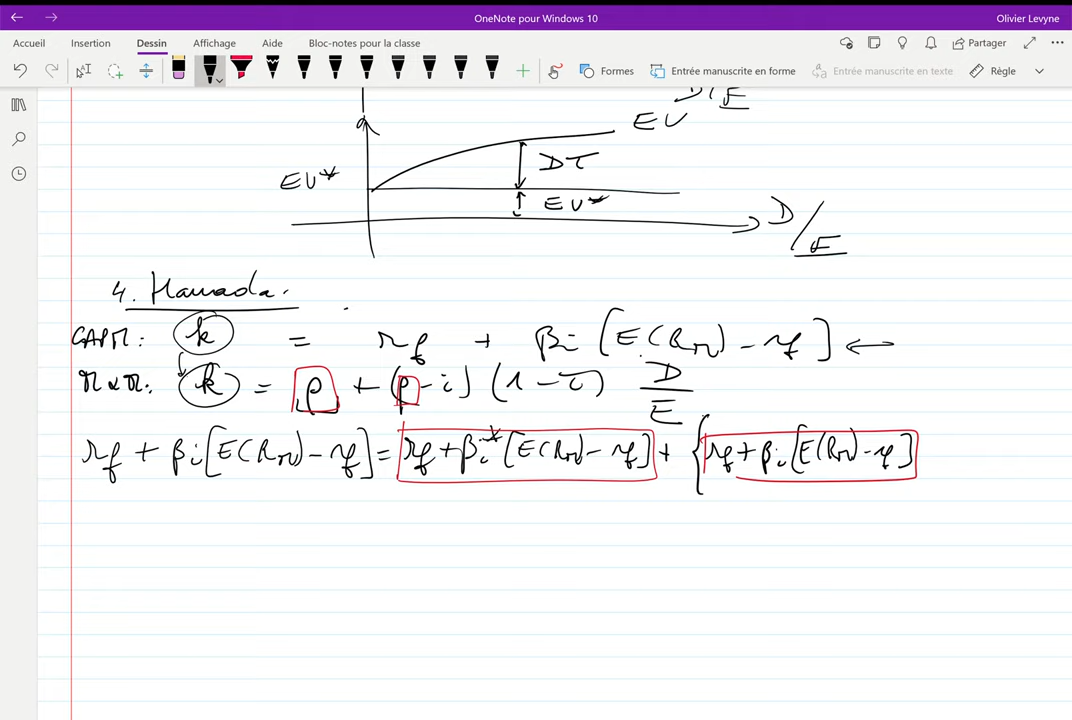 OneNote pour Windows 10
Olivier Levyne
Accueil Insertion Dessin Affichage Aide Bloc-notes pour la classe Partager
Formes Entrée manuscrite en forme Entrée manuscrite en texte Règle
D/E
EV
Dτ
EV*
EV*
D/E
4. Hamada.
CAPM: k = rf + βi [E(RM) - rf] ←
M&M: k = ρ + (ρ - i) (1 - τ) D/E
rf + βi [E(RM) - rf] = rf + βi* [E(RM) - rf] + { rf + βi [E(RM) - rf]